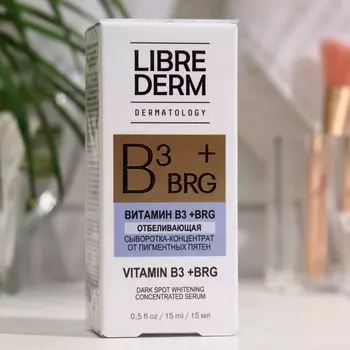 LIBRE
DERM
DERMATOLOGY
B³ +
BRG
ВИТАМИН B3 +BRG
ОТБЕЛИВАЮЩАЯ
СЫВОРОТКА-КОНЦЕНТРАТ
ОТ ПИГМЕНТНЫХ ПЯТЕН
VITAMIN B3 +BRG
DARK SPOT WHITENING
CONCENTRATED SERUM
0,5 fl oz / 15 ml / 15 мл